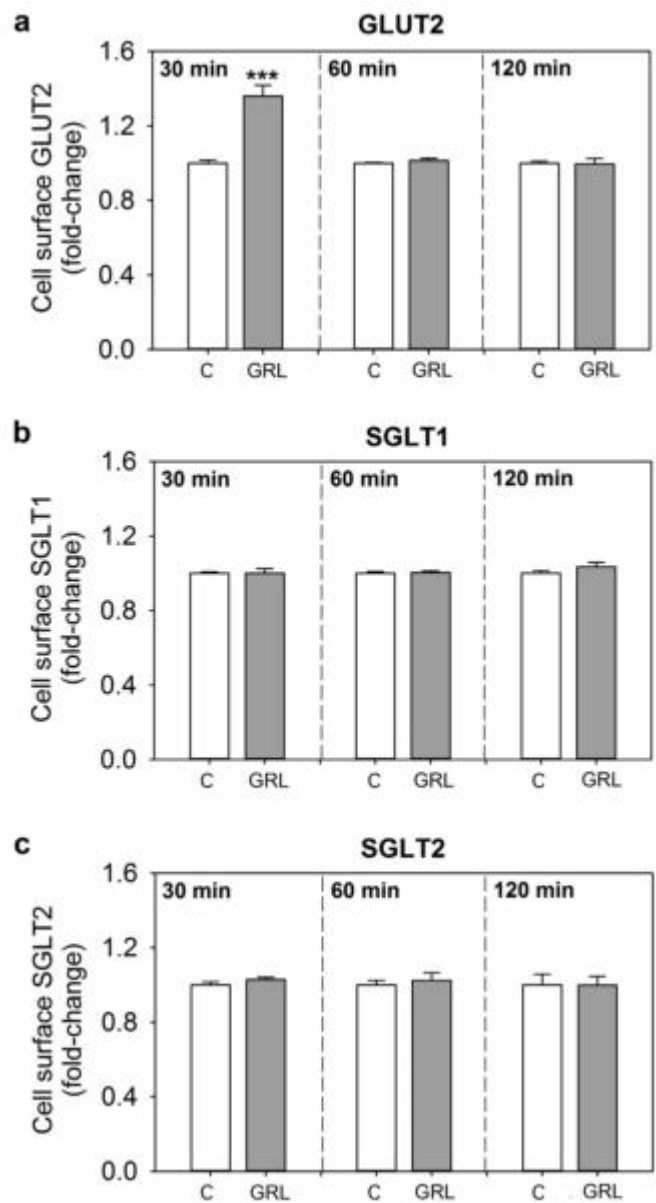 a
GLUT2
Cell surface GLUT2
(fold-change)
1.6
1.2
0.8
0.4
0.0
30 min
60 min
120 min
***
C
GRL
C
GRL
C
GRL
b
SGLT1
Cell surface SGLT1
(fold-change)
1.6
1.2
0.8
0.4
0.0
30 min
60 min
120 min
C
GRL
C
GRL
C
GRL
c
SGLT2
Cell surface SGLT2
(fold-change)
1.6
1.2
0.8
0.4
0.0
30 min
60 min
120 min
C
GRL
C
GRL
C
GRL